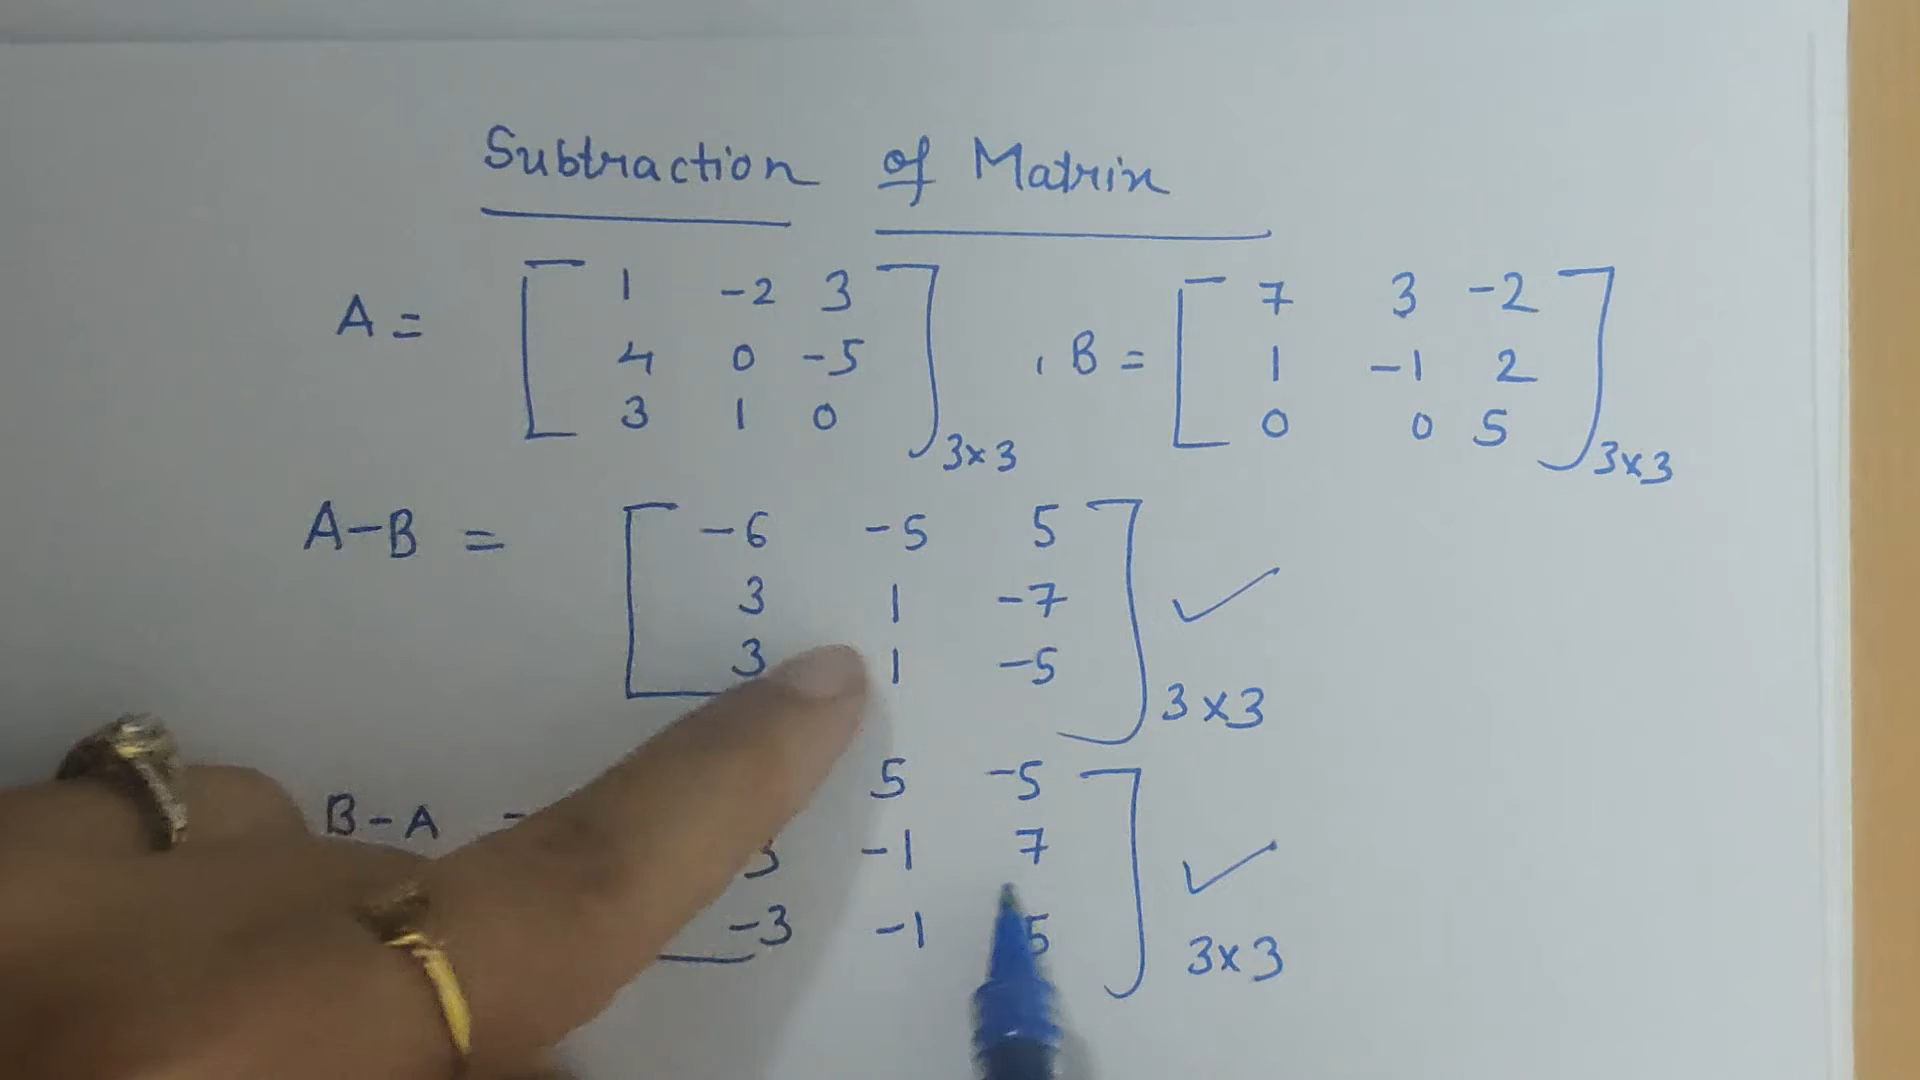 Subtraction of Matrix
A = [ 1 -2 3 , B = [ 7 3 -2
4 0 -5 1 -1 2
3 1 0 ]3×3 0 0 5 ]3×3
A-B = [ -6 -5 5
3 1 -7 ✓
3 1 -5 ]3×3
B-A 5 -5
-1 7 ✓
-3 -1 5 ]3×3